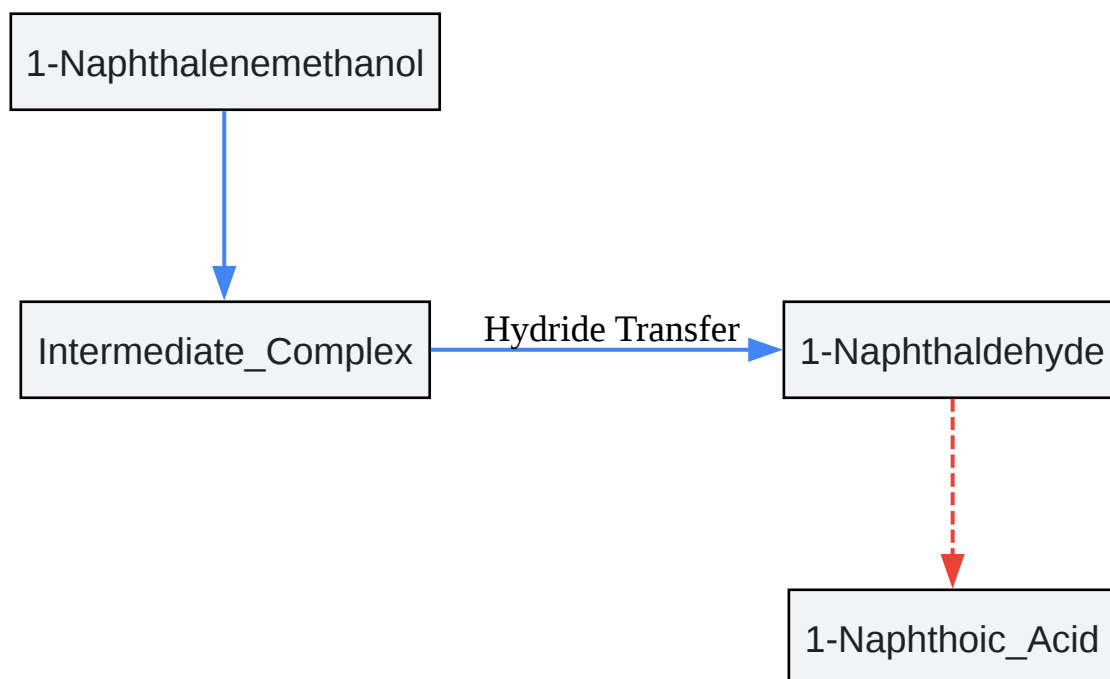 1-Naphthalenemethanol
Intermediate_Complex
Hydride Transfer
1-Naphthaldehyde
1-Naphthoic_Acid